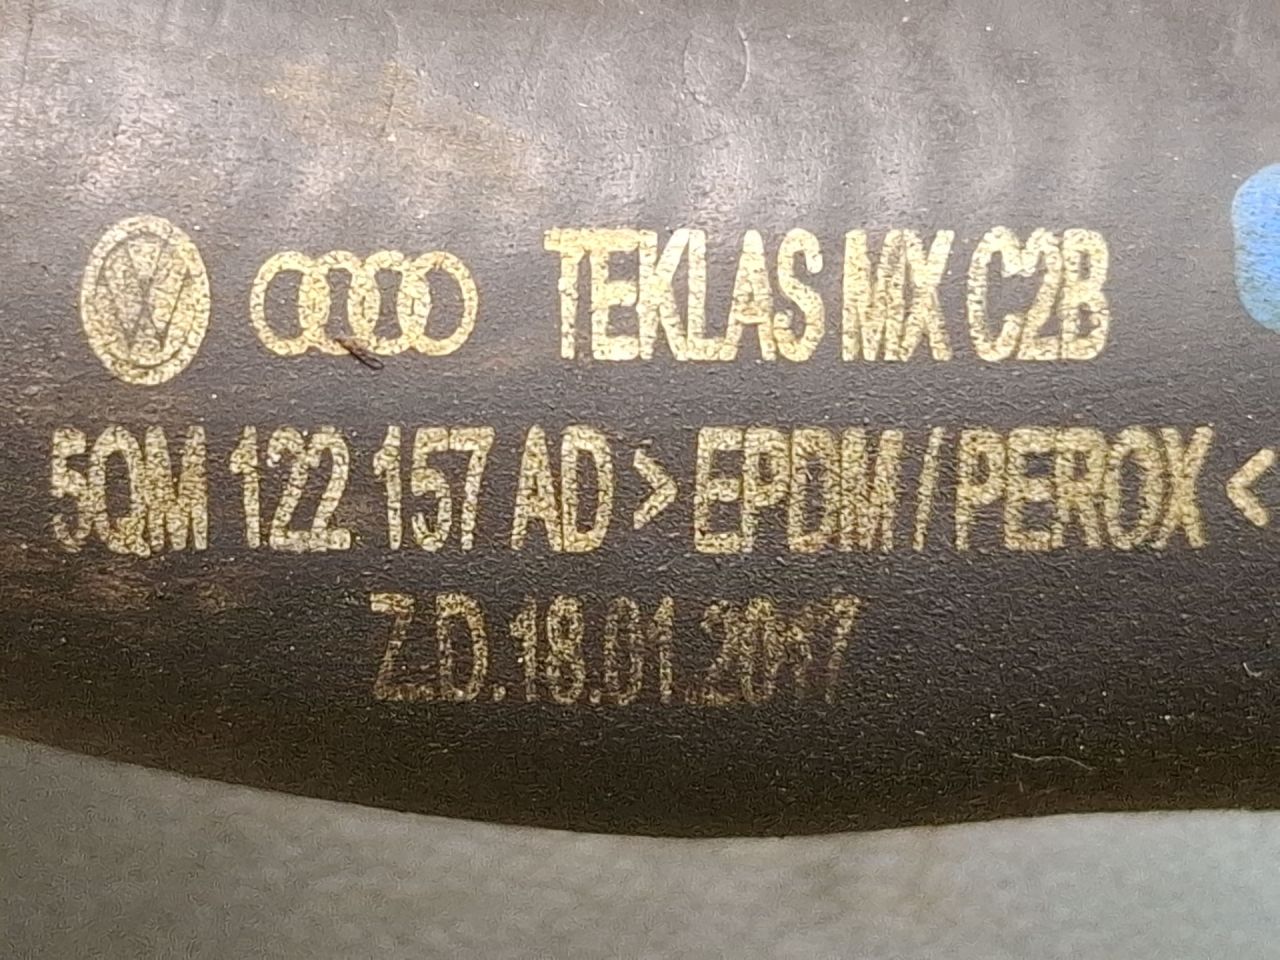 TEKLAS MX C2B
5QM 122 157 AD >EPDM/PEROX<
Z.D.18.01.2017